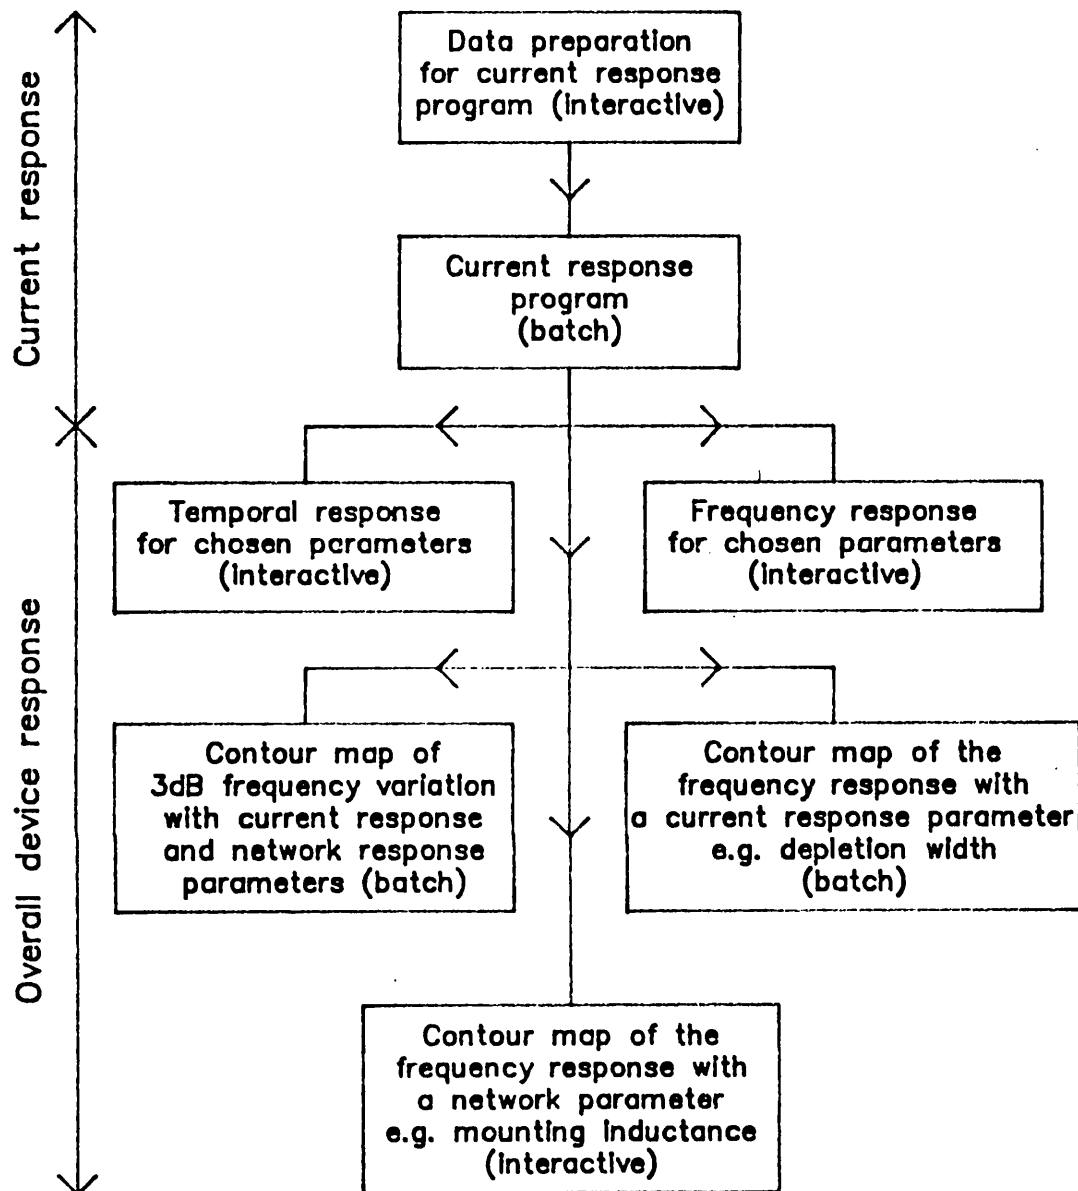 Current response
Data preparation
for current response
program (interactive)
Current response
program
(batch)
Overall device response
Temporal response
for chosen parameters
(interactive)
Frequency response
for chosen parameters
(interactive)
Contour map of
3dB frequency variation
with current response
and network response
parameters (batch)
Contour map of the
frequency response with
a current response parameter
e.g. depletion width
(batch)
Contour map of the
frequency response with
a network parameter
e.g. mounting inductance
(interactive)